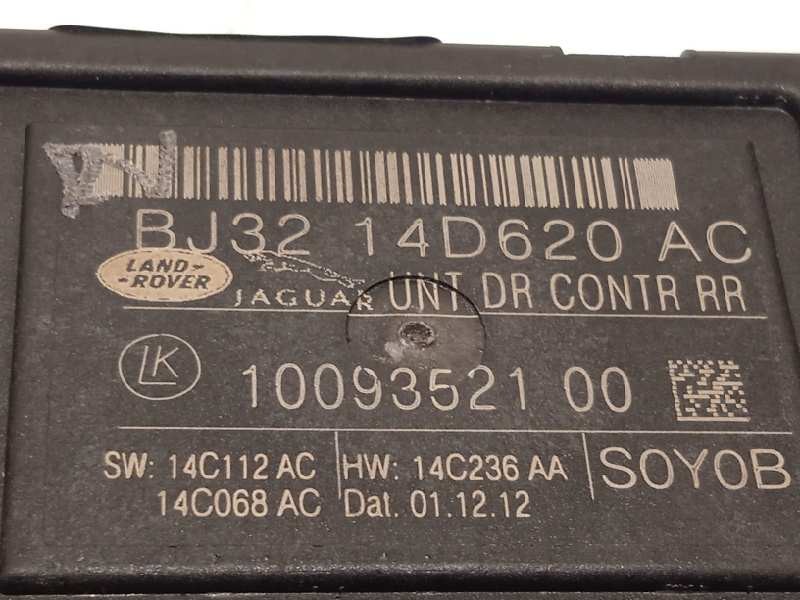 BJ32 14D620 AC
LAND-
-ROVER
JAGUAR UNT DR CONTR RR
LK 10093521 00
SW: 14C112 AC HW: 14C236 AA SOYOB
14C068 AC Dat. 01.12.12